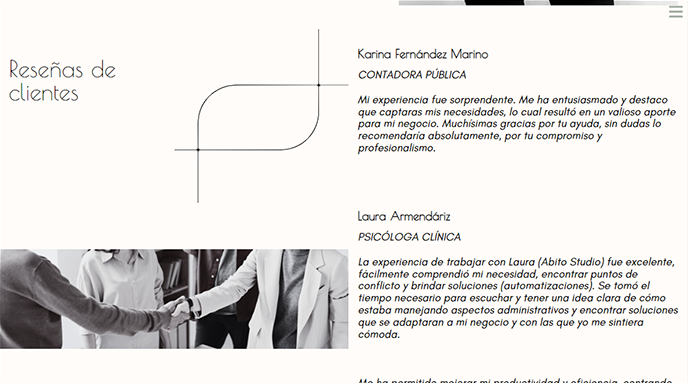 Reseñas de
clientes
Karina Fernández Marino
CONTADORA PÚBLICA
Mi experiencia fue sorprendente. Me ha entusiasmado y destaco
que captaras mis necesidades, lo cual resultó en un valioso aporte
para mi negocio. Muchísimas gracias por tu ayuda, sin dudas lo
recomendaría absolutamente, por tu compromiso y
profesionalismo.
Laura Armendáriz
PSICÓLOGA CLÍNICA
La experiencia de trabajar con Laura (Abito Studio) fue excelente,
fácilmente comprendió mi necesidad, encontrar puntos de
conflicto y brindar soluciones (automatizaciones). Se tomó el
tiempo necesario para escuchar y tener una idea clara de cómo
estaba manejando aspectos administrativos y encontrar soluciones
que se adaptaran a mi negocio y con las que yo me sintiera
cómoda.
Me ha permitido mejorar mi productividad y eficiencia, centrando